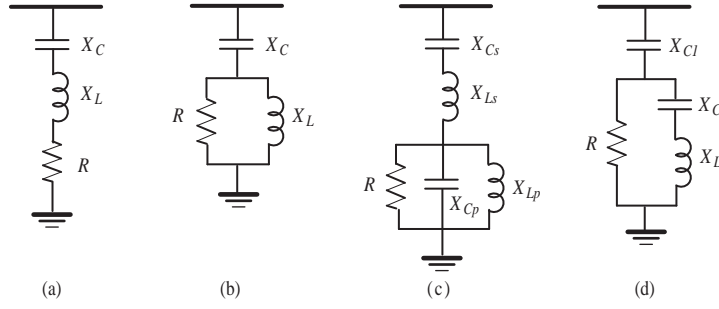 X_C
X_L
R
(a)
X_C
R
X_L
(b)
X_Cs
X_Ls
R
X_Cp
X_Lp
(c)
X_C1
X_C
R
X_L
(d)